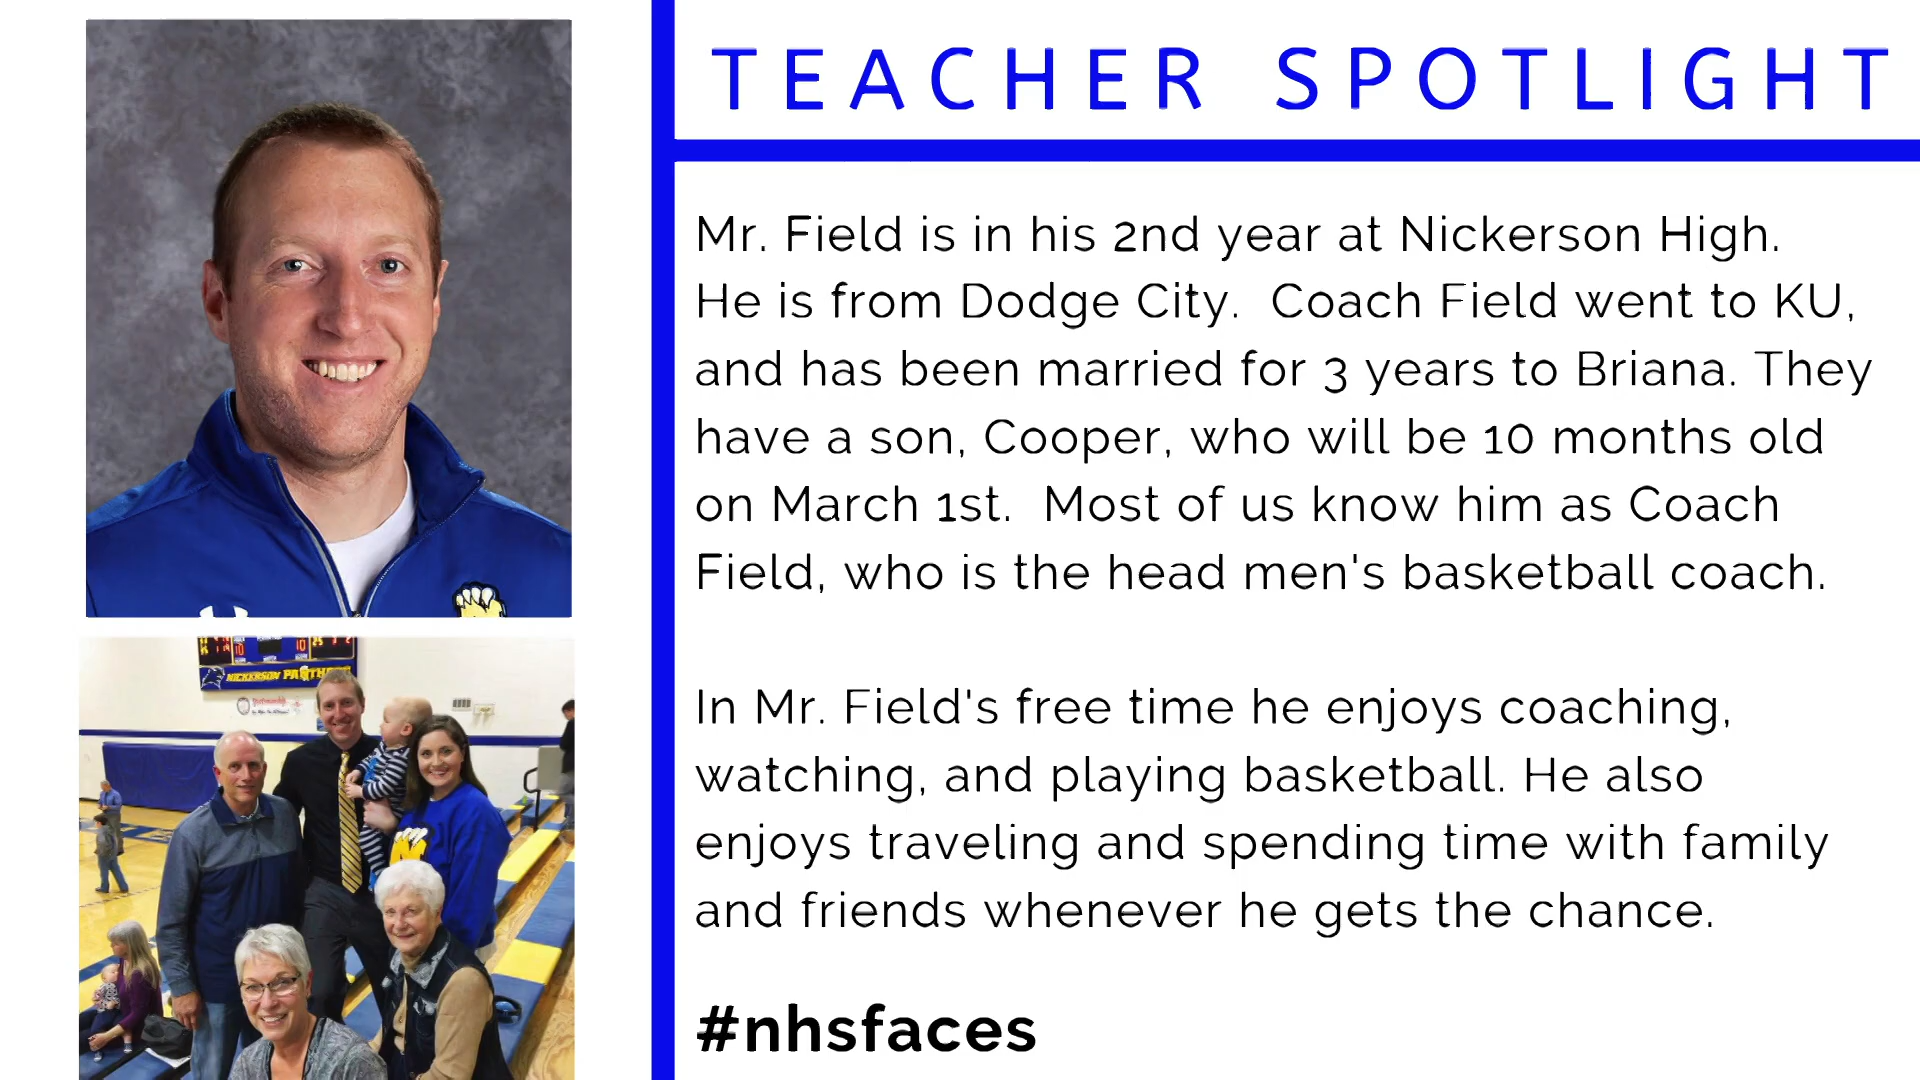 TEACHER SPOTLIGHT
Mr. Field is in his 2nd year at Nickerson High.
He is from Dodge City. Coach Field went to KU,
and has been married for 3 years to Briana. They
have a son, Cooper, who will be 10 months old
on March 1st. Most of us know him as Coach
Field, who is the head men's basketball coach.
In Mr. Field's free time he enjoys coaching,
watching, and playing basketball. He also
enjoys traveling and spending time with family
and friends whenever he gets the chance.
#nhsfaces
10 10
NICKERSON PANTHERS
N